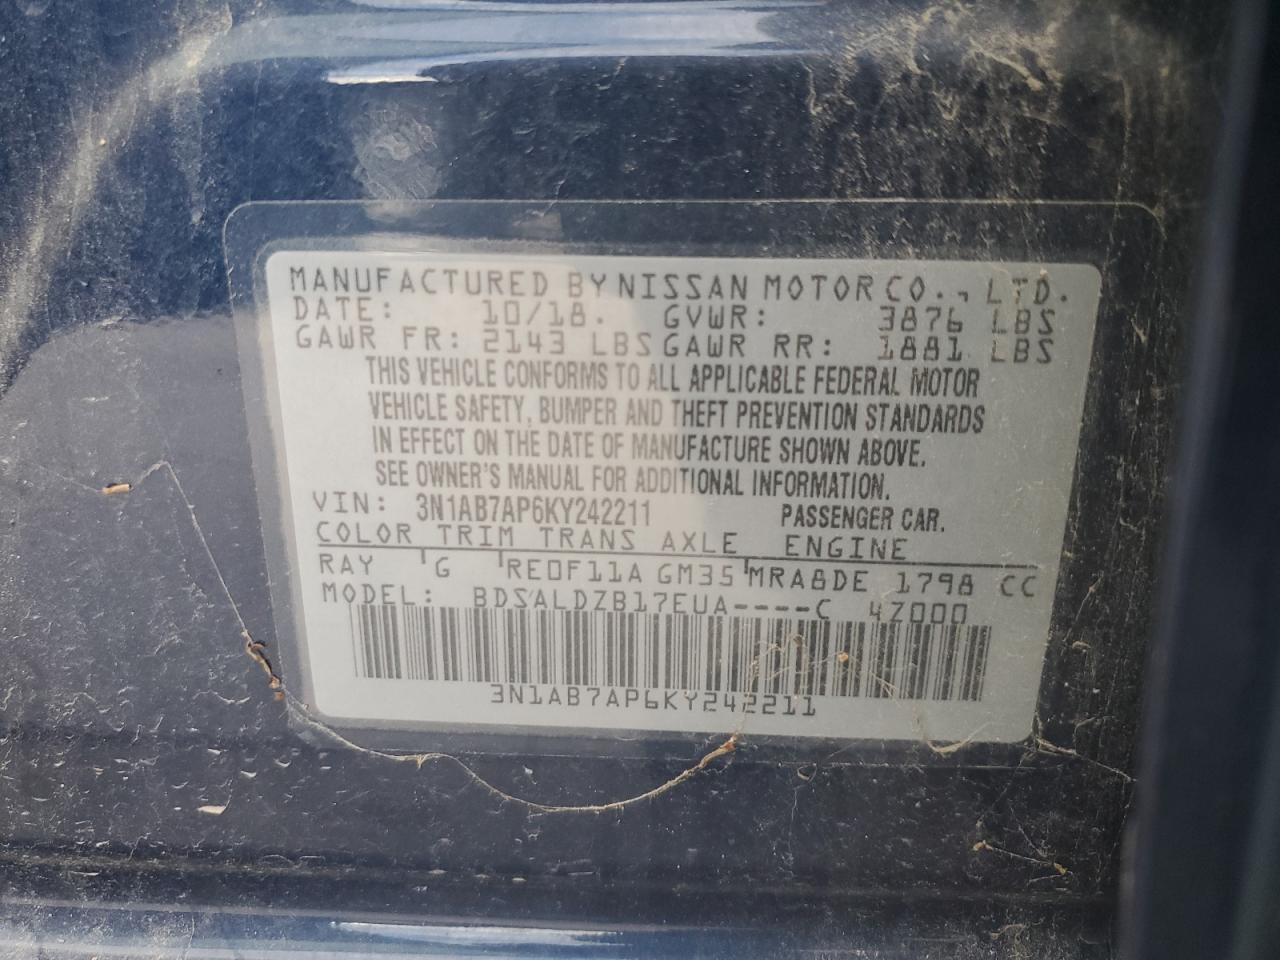 MANUFACTURED BY NISSAN MOTOR CO., LTD.
DATE: 10/18. GVWR: 3876 LBS
GAWR FR: 2143 LBS GAWR RR: 1881 LBS
THIS VEHICLE CONFORMS TO ALL APPLICABLE FEDERAL MOTOR
VEHICLE SAFETY, BUMPER AND THEFT PREVENTION STANDARDS
IN EFFECT ON THE DATE OF MANUFACTURE SHOWN ABOVE.
SEE OWNER'S MANUAL FOR ADDITIONAL INFORMATION.
VIN: 3N1AB7AP6KY242211 PASSENGER CAR.
COLOR TRIM TRANS AXLE ENGINE
RAY G RE0F11A GM35 MRA8DE 1798 CC
MODEL: BDSALDZB17EUA----C 4Z000
3N1AB7AP6KY242211